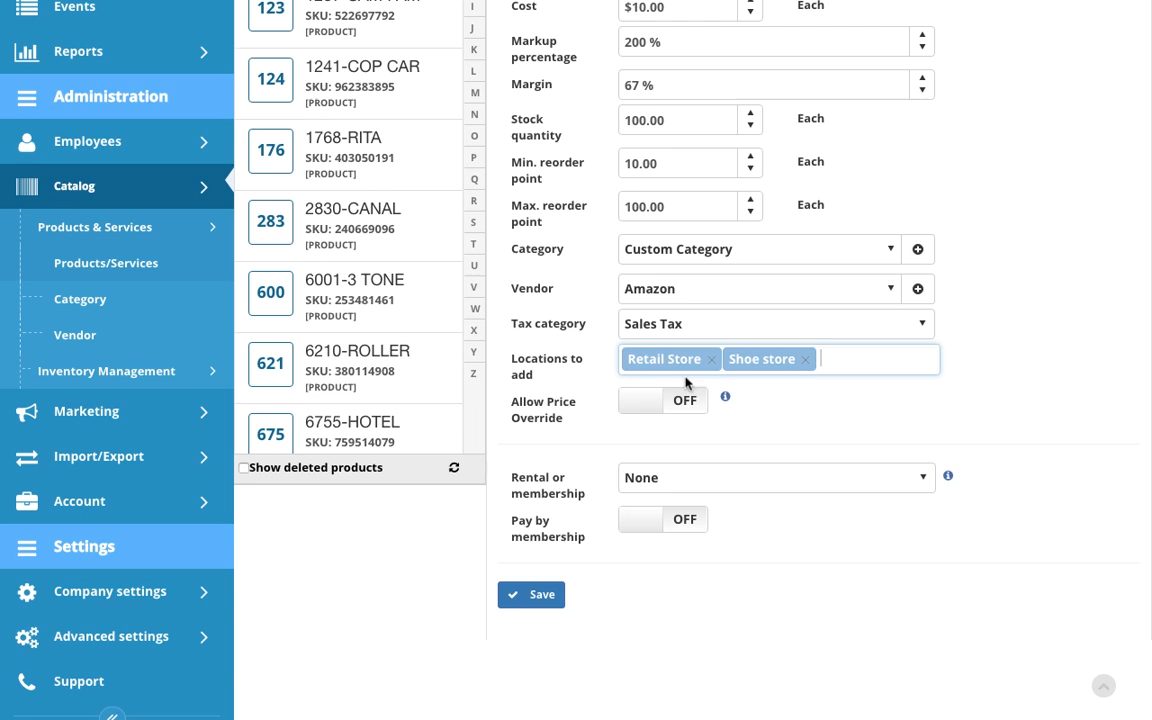 Events
Reports
Administration
Employees
Catalog
Products & Services
Products/Services
Category
Vendor
Inventory Management
Marketing
Import/Export
Account
Settings
Company settings
Advanced settings
Support
123
SKU: 522697792
[PRODUCT]
124
1241-COP CAR
SKU: 962383895
[PRODUCT]
176
1768-RITA
SKU: 403050191
[PRODUCT]
283
2830-CANAL
SKU: 240669096
[PRODUCT]
600
6001-3 TONE
SKU: 253481461
[PRODUCT]
621
6210-ROLLER
SKU: 380114908
[PRODUCT]
675
6755-HOTEL
SKU: 759514079
Show deleted products
I
J
K
L
M
N
O
P
Q
R
S
T
U
V
W
X
Y
Z
Cost $10.00 Each
Markup percentage 200 %
Margin 67 %
Stock quantity 100.00 Each
Min. reorder point 10.00 Each
Max. reorder point 100.00 Each
Category Custom Category
Vendor Amazon
Tax category Sales Tax
Locations to add Retail Store × Shoe store ×
Allow Price Override OFF
Rental or membership None
Pay by membership OFF
Save